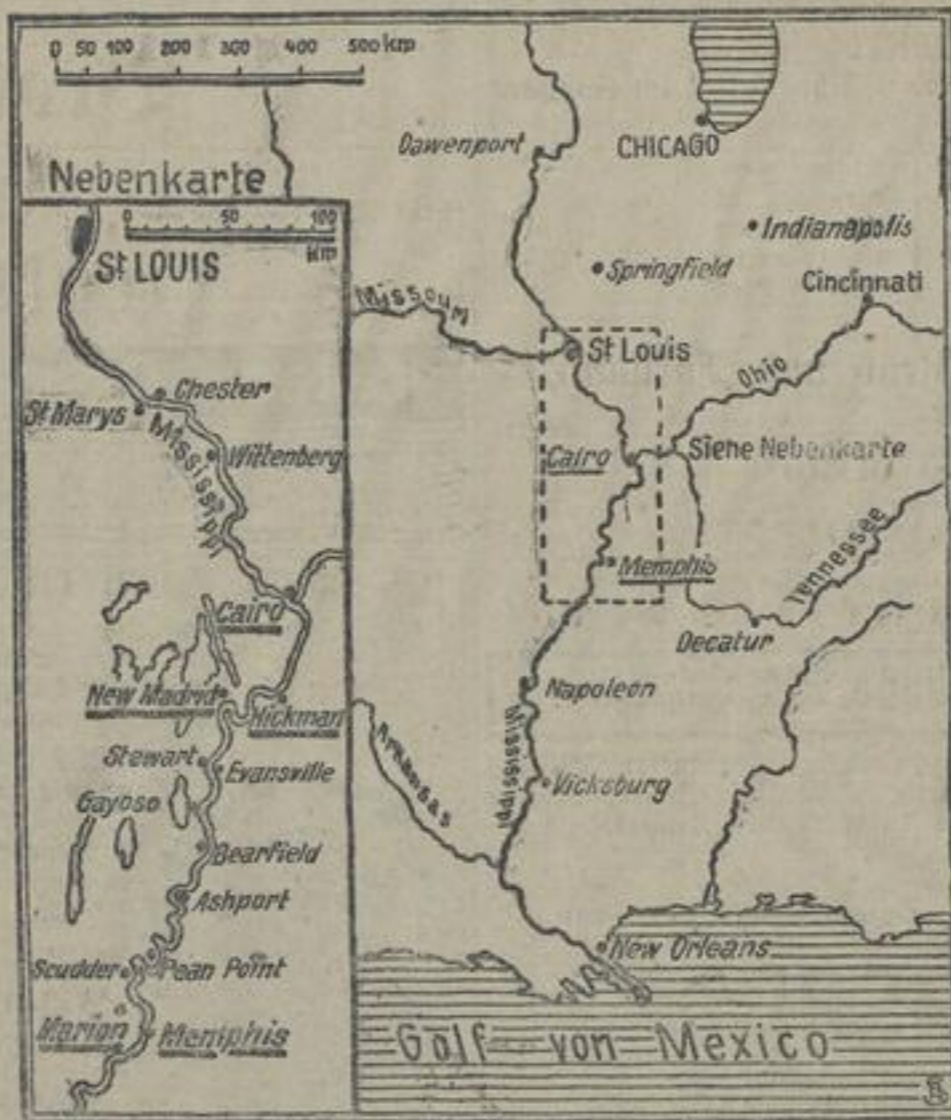 0 50 100 200 300 400 500 km
Nebenkarte
0 50 100
km
St LOUIS
Chester
St Marys
Mississippi
Wittenberg
Cairo
New Madrid
Hickman
Stewart
Evansville
Gayoso
Bearfield
Ashport
Scudder
Pean Point
Marion
Memphis
Dawenport
CHICAGO
Indianapolis
Springfield
Cincinnati
Missouri
St Louis
Ohio
Cairo
Siehe Nebenkarte
Memphis
Tennessee
Decatur
Napoleon
Mississippi
Arkansas
Vicksburg
New Orleans
Golf von Mexico